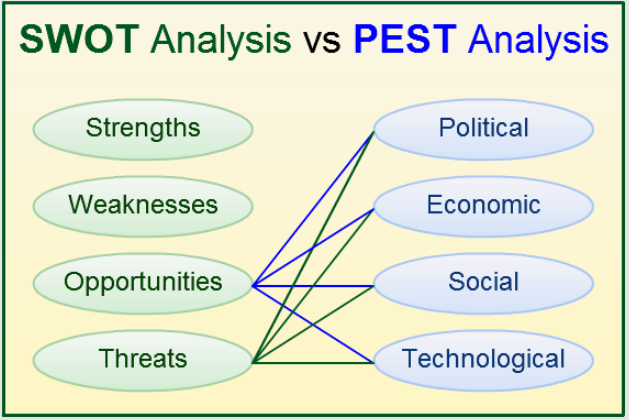 SWOT Analysis vs PEST Analysis
Strengths
Weaknesses
Opportunities
Threats
Political
Economic
Social
Technological